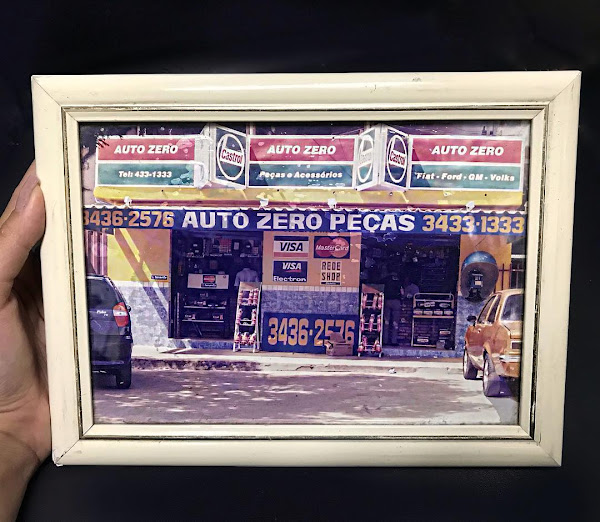 AUTO ZERO
Tel: 433-1333
Castrol
AUTO ZERO
Peças e Acessórios
Castrol
AUTO ZERO
Fiat - Ford - GM - Volks
3436-2576 AUTO ZERO PEÇAS 3433-1333
VISA
MasterCard
VISA
Electron
REDE
SHOP
MasterCard
3436-2576